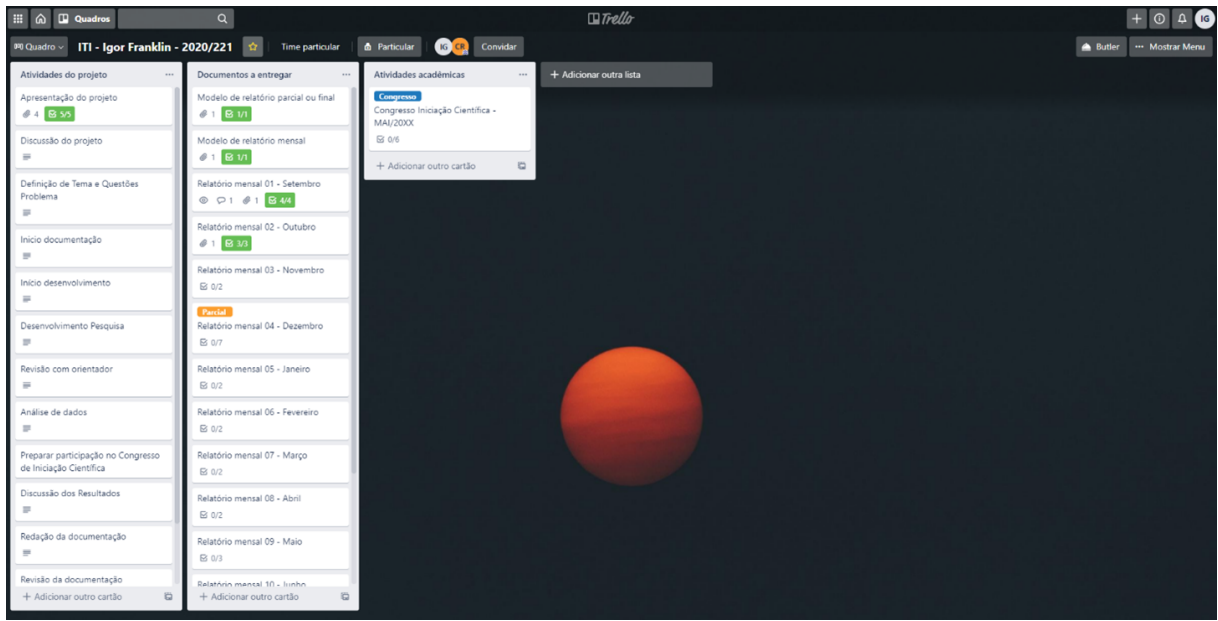 Quadros
Trello
IG
Quadro
ITI - Igor Franklin - 2020/221
Time particular
Particular
IG
CR
Convidar
Butler
Mostrar Menu
Atividades do projeto
Apresentação do projeto
4 5/5
Discussão do projeto
Definição de Tema e Questões
Problema
Inicio documentação
Início desenvolvimento
Desenvolvimento Pesquisa
Revisão com orientador
Análise de dados
Preparar participação no Congresso
de Iniciação Científica
Discussão dos Resultados
Redação da documentação
Revisão da documentação
+ Adicionar outro cartão
Documentos a entregar
Modelo de relatório parcial ou final
1 1/1
Modelo de relatório mensal
1 1/1
Relatório mensal 01 - Setembro
1 1 4/4
Relatório mensal 02 - Outubro
1 3/3
Relatório mensal 03 - Novembro
0/2
Parcial
Relatório mensal 04 - Dezembro
0/7
Relatório mensal 05 - Janeiro
0/2
Relatório mensal 06 - Fevereiro
0/2
Relatório mensal 07 - Março
0/2
Relatório mensal 08 - Abril
0/2
Relatório mensal 09 - Maio
0/3
Relatório mensal 10 - Junho
+ Adicionar outro cartão
Atividades acadêmicas
Congresso
Congresso Iniciação Científica -
MAI/20XX
0/6
+ Adicionar outro cartão
+ Adicionar outra lista